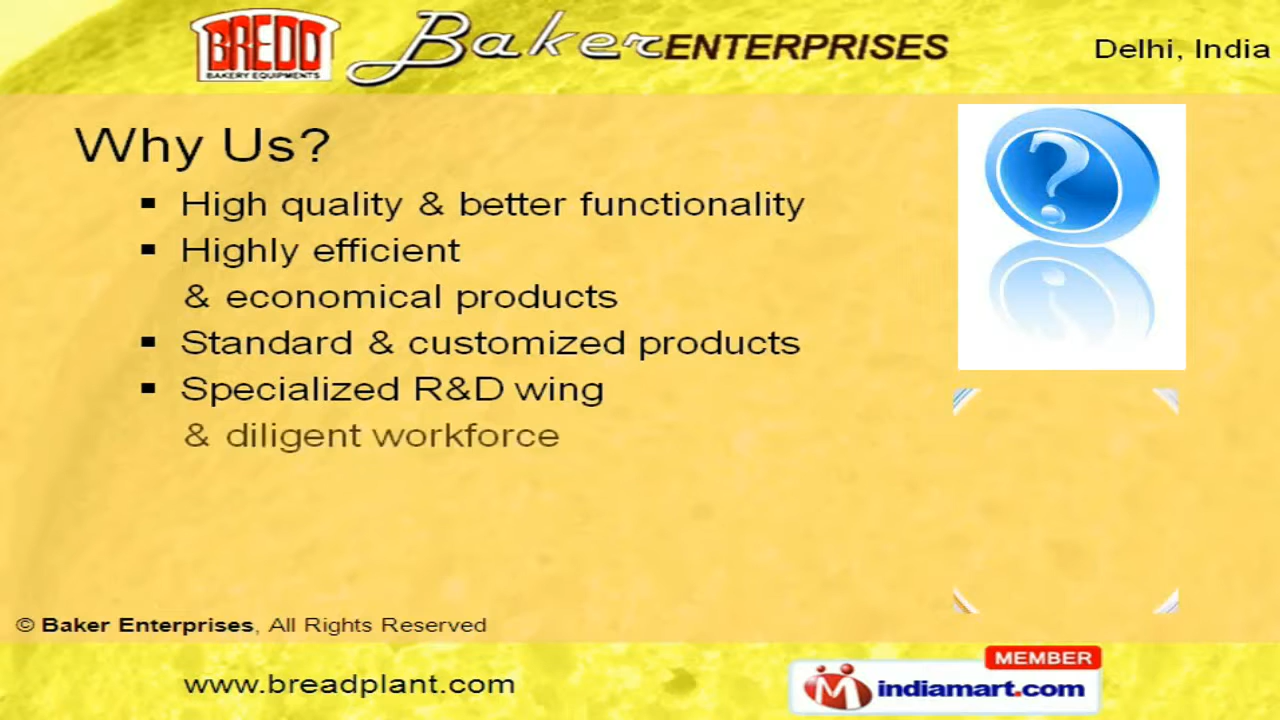 BREDD
BAKERY EQUIPMENTS
Baker ENTERPRISES
Delhi, India
Why Us?
▪ High quality & better functionality
▪ Highly efficient
& economical products
▪ Standard & customized products
▪ Specialized R&D wing
& diligent workforce
© Baker Enterprises, All Rights Reserved
www.breadplant.com
MEMBER
indiamart.com